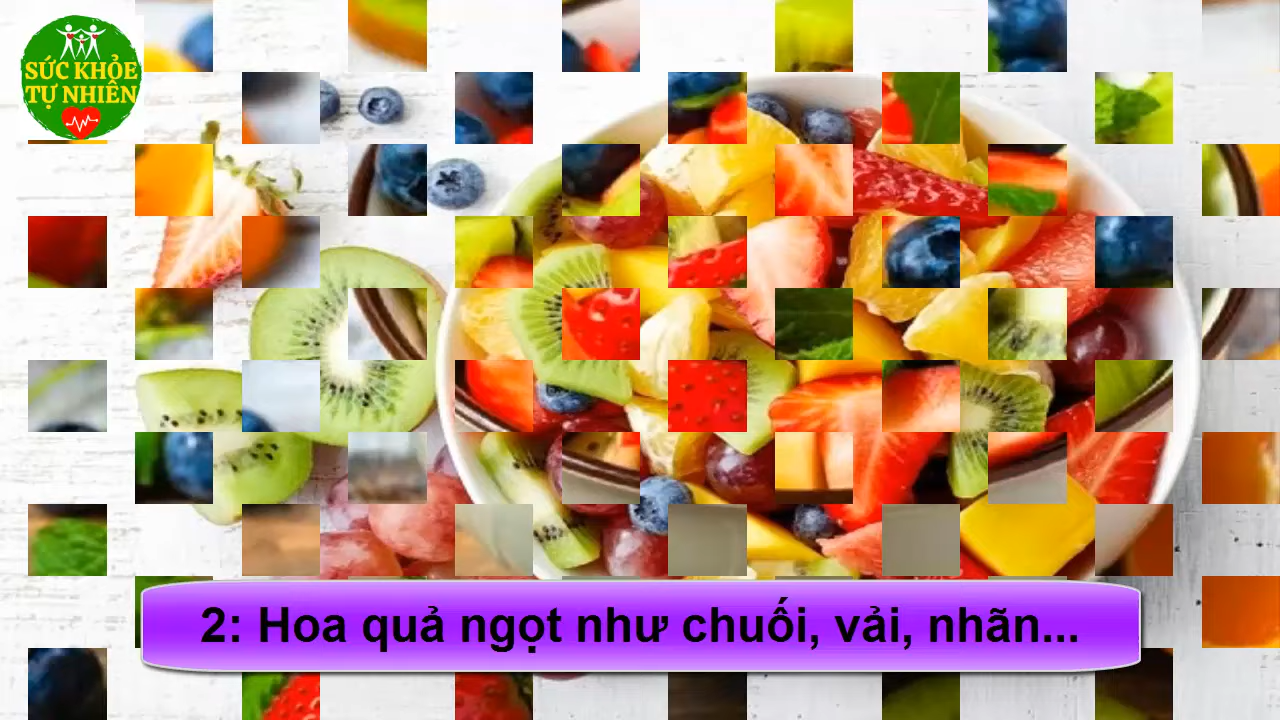 SỨC KHỎE
TỰ NHIÊN
2: Hoa quả ngọt như chuối, vải, nhãn...